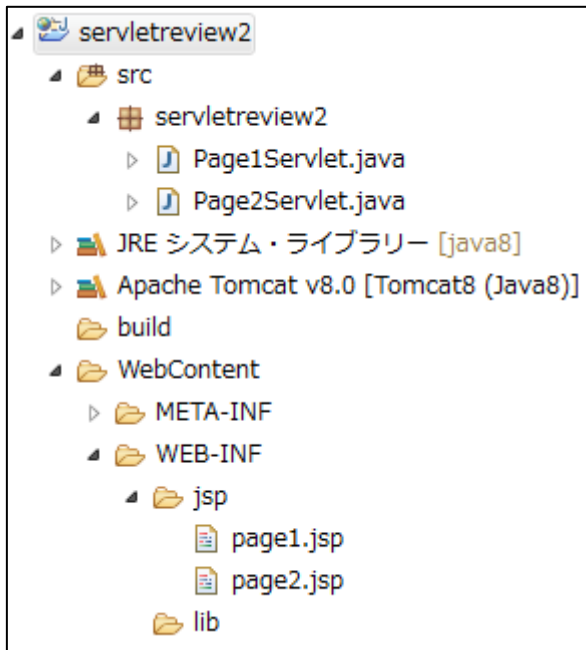 servletreview2
src
servletreview2
Page1Servlet.java
Page2Servlet.java
JRE システム・ライブラリー [java8]
Apache Tomcat v8.0 [Tomcat8 (Java8)]
build
WebContent
META-INF
WEB-INF
jsp
page1.jsp
page2.jsp
lib